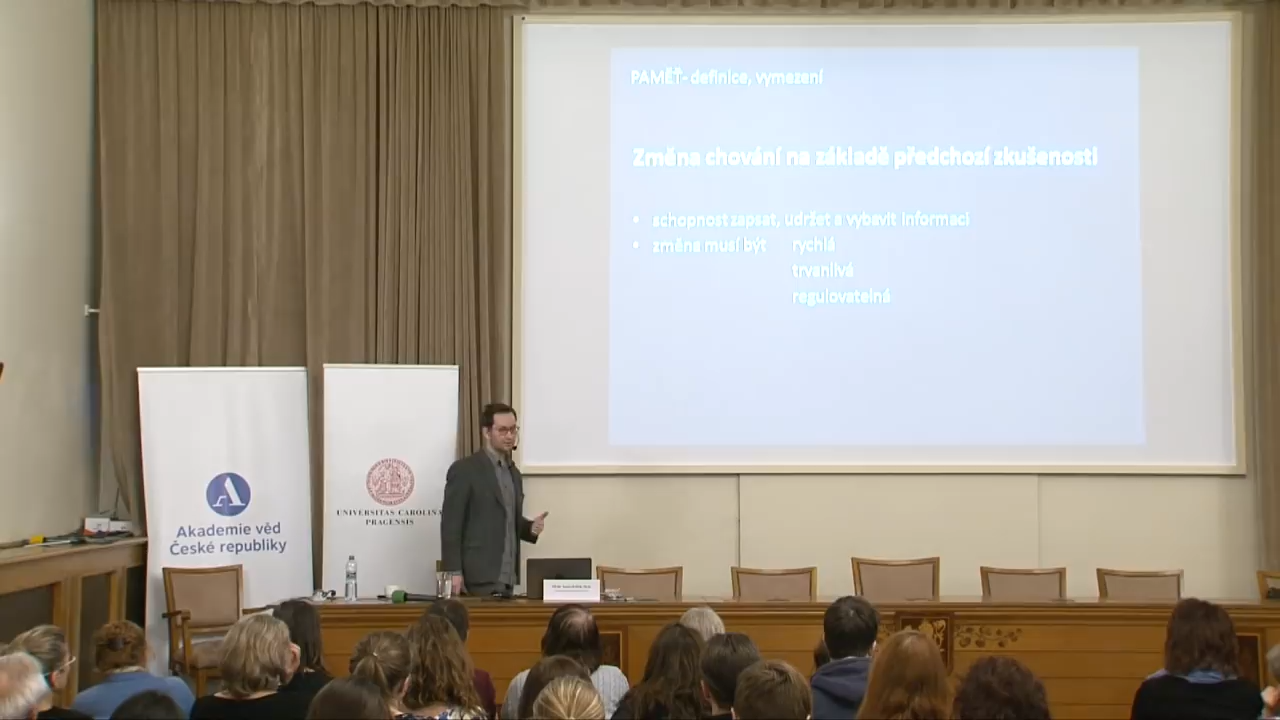 PAMĚŤ- definice, vymezení
Změna chování na základě předchozí zkušenosti
• schopnost zapsat, udržet a vybavit informaci
• změna musí být rychlá
trvanlivá
regulovatelná
Akademie věd
České republiky
UNIVERSITAS CAROLINA
PRAGENSIS